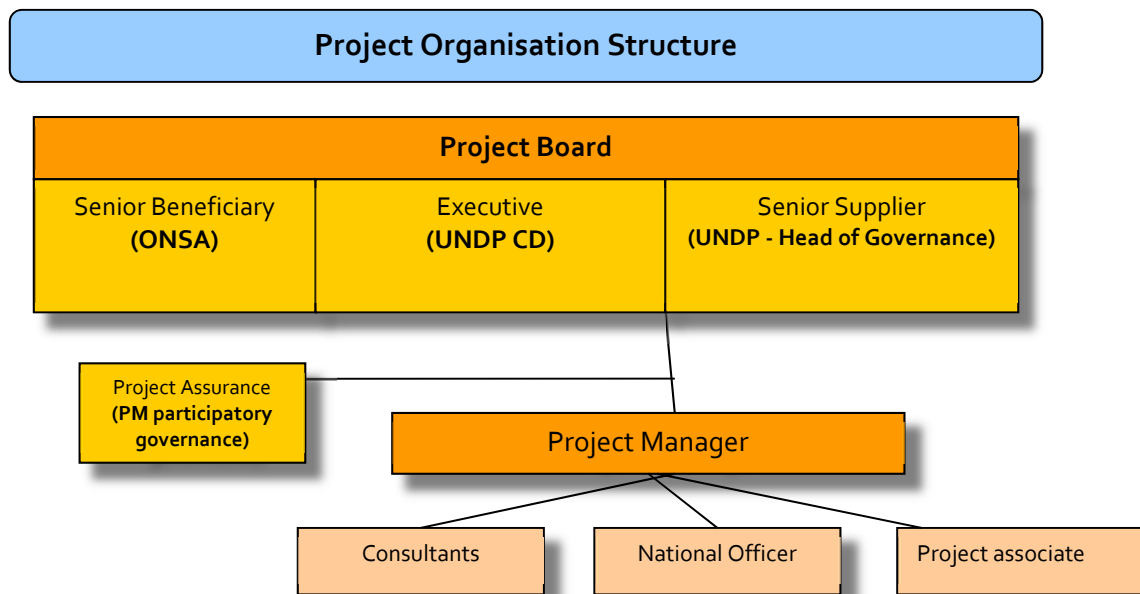 Project Organisation Structure
Project Board
Senior Beneficiary
(ONSA)
Executive
(UNDP CD)
Senior Supplier
(UNDP - Head of Governance)
Project Assurance
(PM participatory
governance)
Project Manager
Consultants
National Officer
Project associate